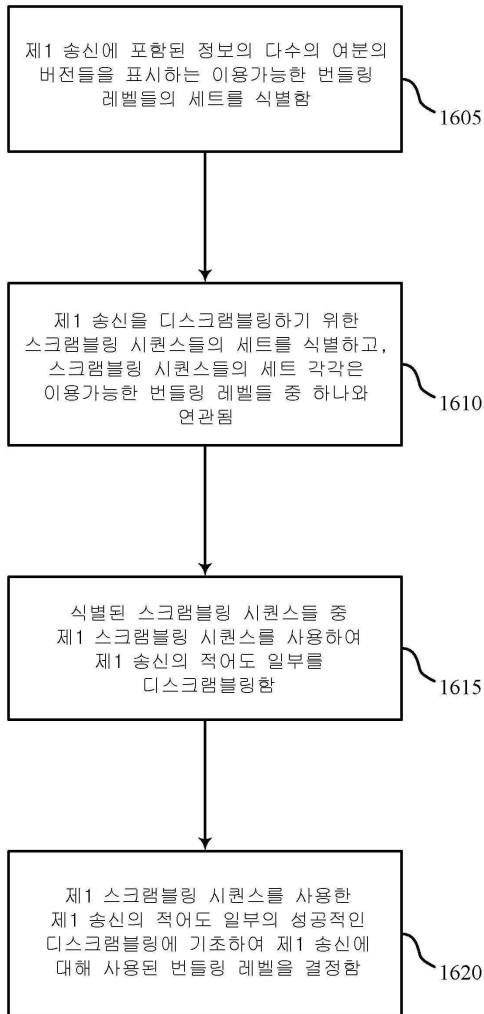 제1 송신에 포함된 정보의 다수의 여분의
버전들을 표시하는 이용가능한 번들링
레벨들의 세트를 식별함
1605
제1 송신을 디스크램블링하기 위한
스크램블링 시퀀스들의 세트를 식별하고,
스크램블링 시퀀스들의 세트 각각은
이용가능한 번들링 레벨들 중 하나와
연관됨
1610
식별된 스크램블링 시퀀스들 중
제1 스크램블링 시퀀스를 사용하여
제1 송신의 적어도 일부를
디스크램블링함
1615
제1 스크램블링 시퀀스를 사용한
제1 송신의 적어도 일부의 성공적인
디스크램블링에 기초하여 제1 송신에
대해 사용된 번들링 레벨을 결정함
1620